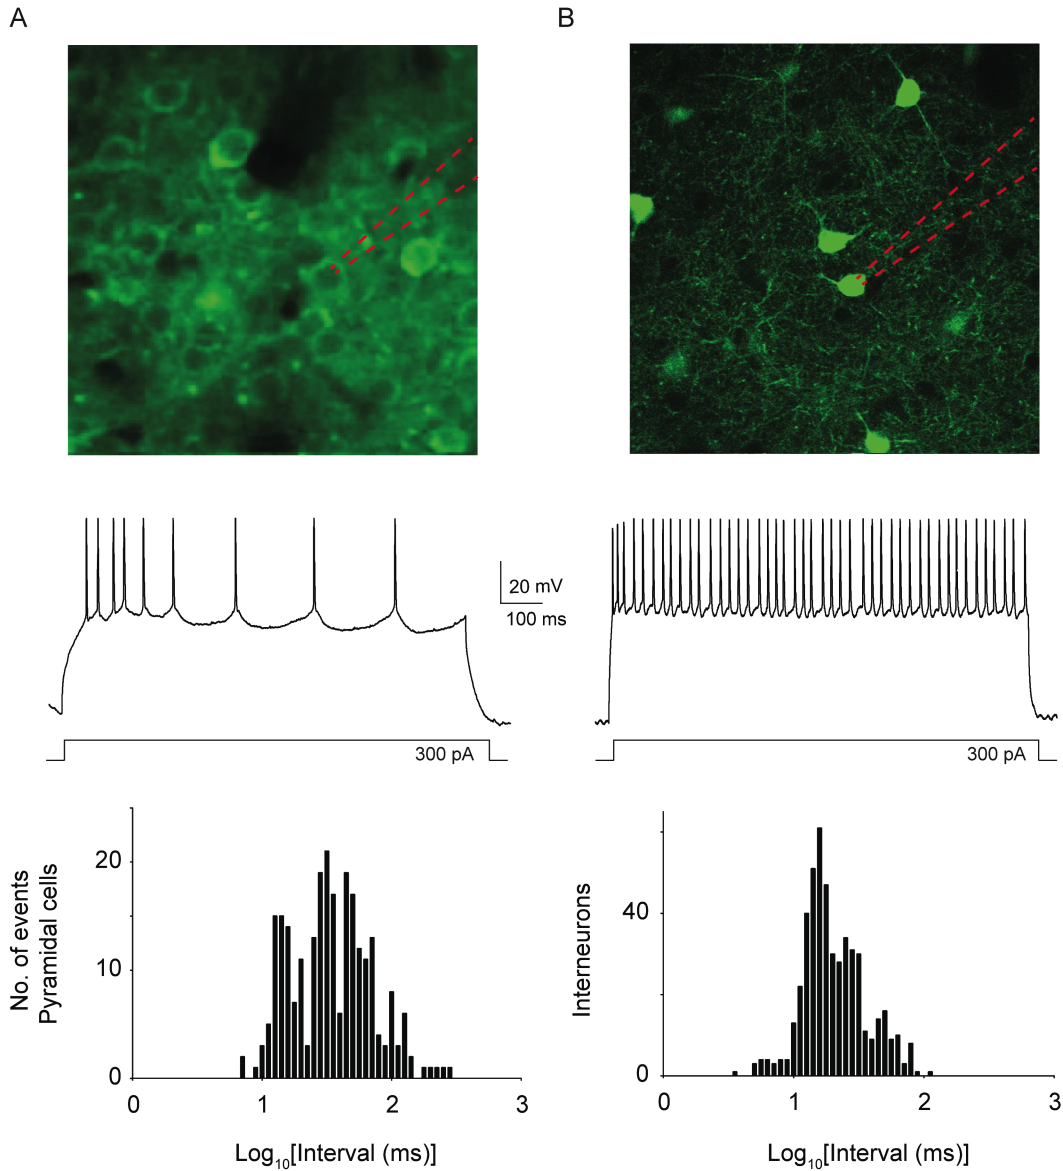 A
B
20 mV
100 ms
300 pA
300 pA
No. of events
Pyramidal cells
20
10
0
0
1
2
3
Log10[Interval (ms)]
Interneurons
40
0
0
1
2
3
Log10[Interval (ms)]